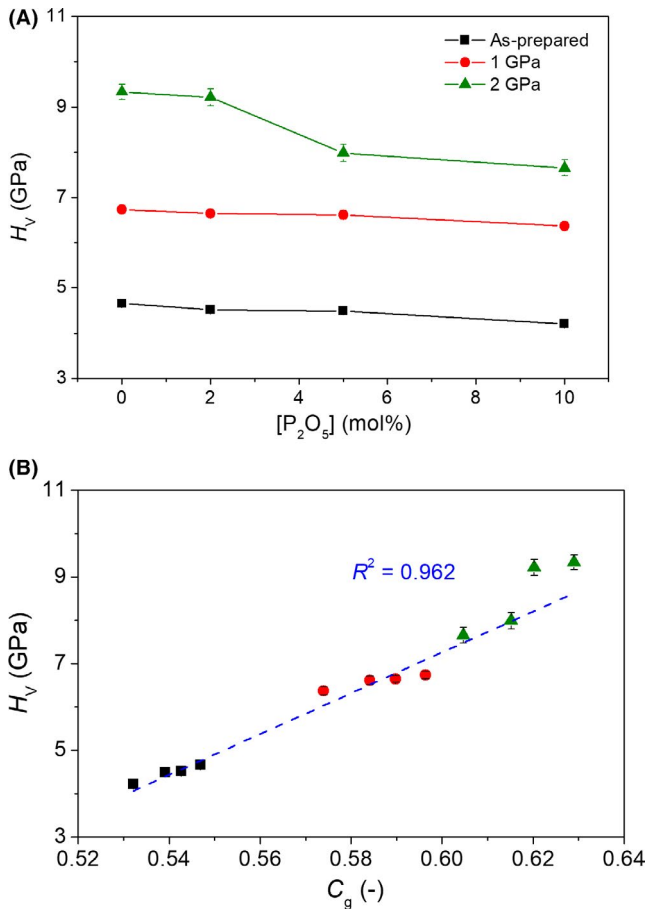 (A)
11
9
7
5
3
H_V (GPa)
As-prepared
1 GPa
2 GPa
0 2 4 6 8 10
[P₂O₅] (mol%)
(B)
11
9
7
5
3
H_V (GPa)
R² = 0.962
0.52 0.54 0.56 0.58 0.60 0.62 0.64
C_g (-)